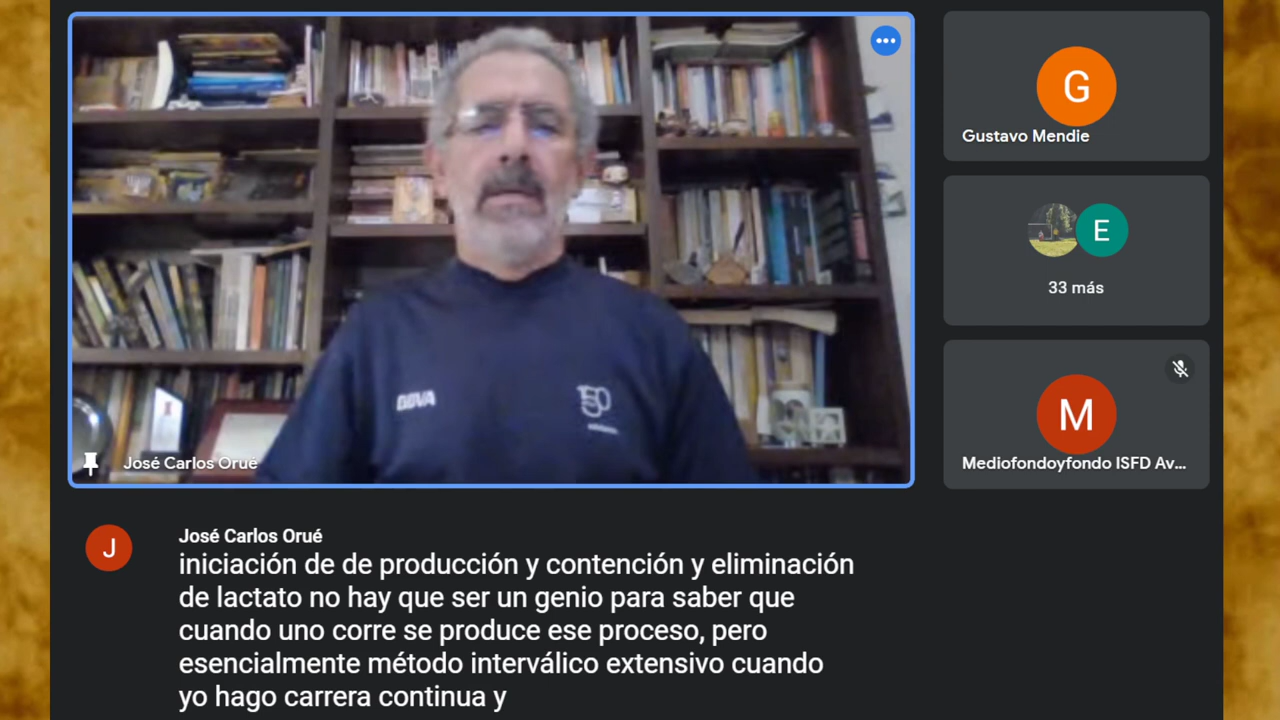 BBVA
150
José Carlos Orué
G
Gustavo Mendie
E
33 más
M
Mediofondoyfondo ISFD Av...
J
José Carlos Orué
iniciación de de producción y contención y eliminación
de lactato no hay que ser un genio para saber que
cuando uno corre se produce ese proceso, pero
esencialmente método interválico extensivo cuando
yo hago carrera continua y